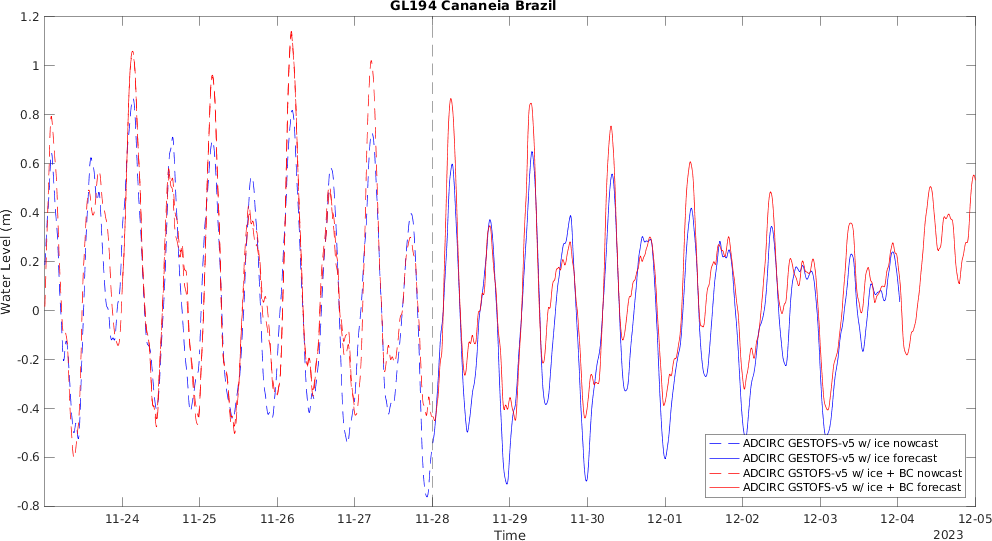 GL194 Cananeia Brazil
1.2
1
0.8
0.6
0.4
0.2
0
-0.2
-0.4
-0.6
-0.8
Water Level (m)
ADCIRC GESTOFS-v5 w/ ice nowcast
ADCIRC GESTOFS-v5 w/ ice forecast
ADCIRC GSTOFS-v5 w/ ice + BC nowcast
ADCIRC GSTOFS-v5 w/ ice + BC forecast
11-24 11-25 11-26 11-27 11-28 11-29 11-30 12-01 12-02 12-03 12-04 12-05
Time
2023